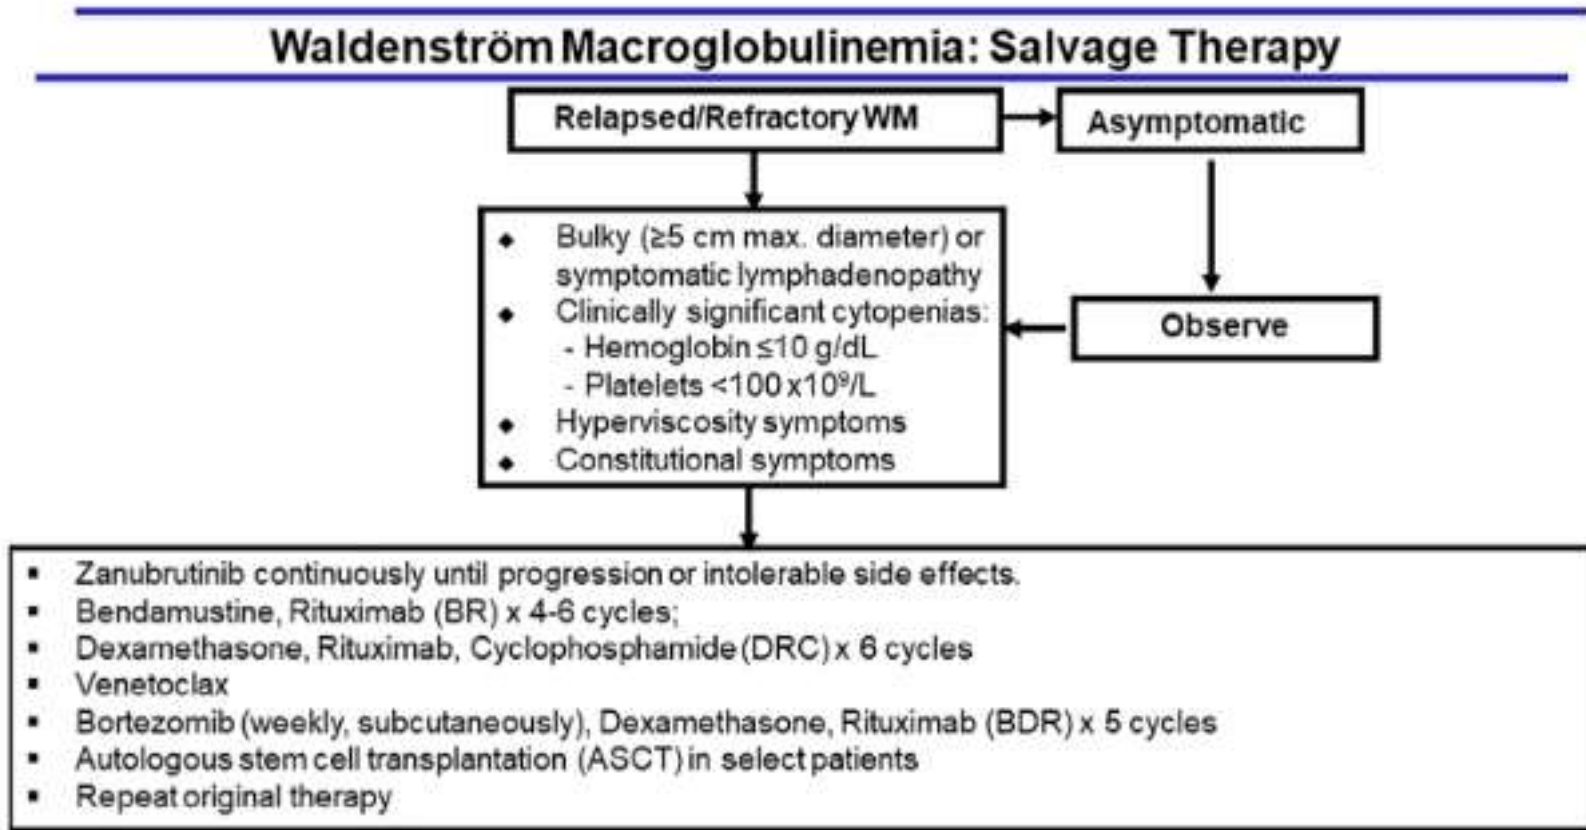 Waldenström Macroglobulinemia: Salvage Therapy
Relapsed/Refractory WM
Asymptomatic
◆ Bulky (≥5 cm max. diameter) or
symptomatic lymphadenopathy
◆ Clinically significant cytopenias:
- Hemoglobin ≤10 g/dL
- Platelets <100 x10⁹/L
◆ Hyperviscosity symptoms
◆ Constitutional symptoms
Observe
▪ Zanubrutinib continuously until progression or intolerable side effects.
▪ Bendamustine, Rituximab (BR) x 4-6 cycles;
▪ Dexamethasone, Rituximab, Cyclophosphamide (DRC) x 6 cycles
▪ Venetoclax
▪ Bortezomib (weekly, subcutaneously), Dexamethasone, Rituximab (BDR) x 5 cycles
▪ Autologous stem cell transplantation (ASCT) in select patients
▪ Repeat original therapy